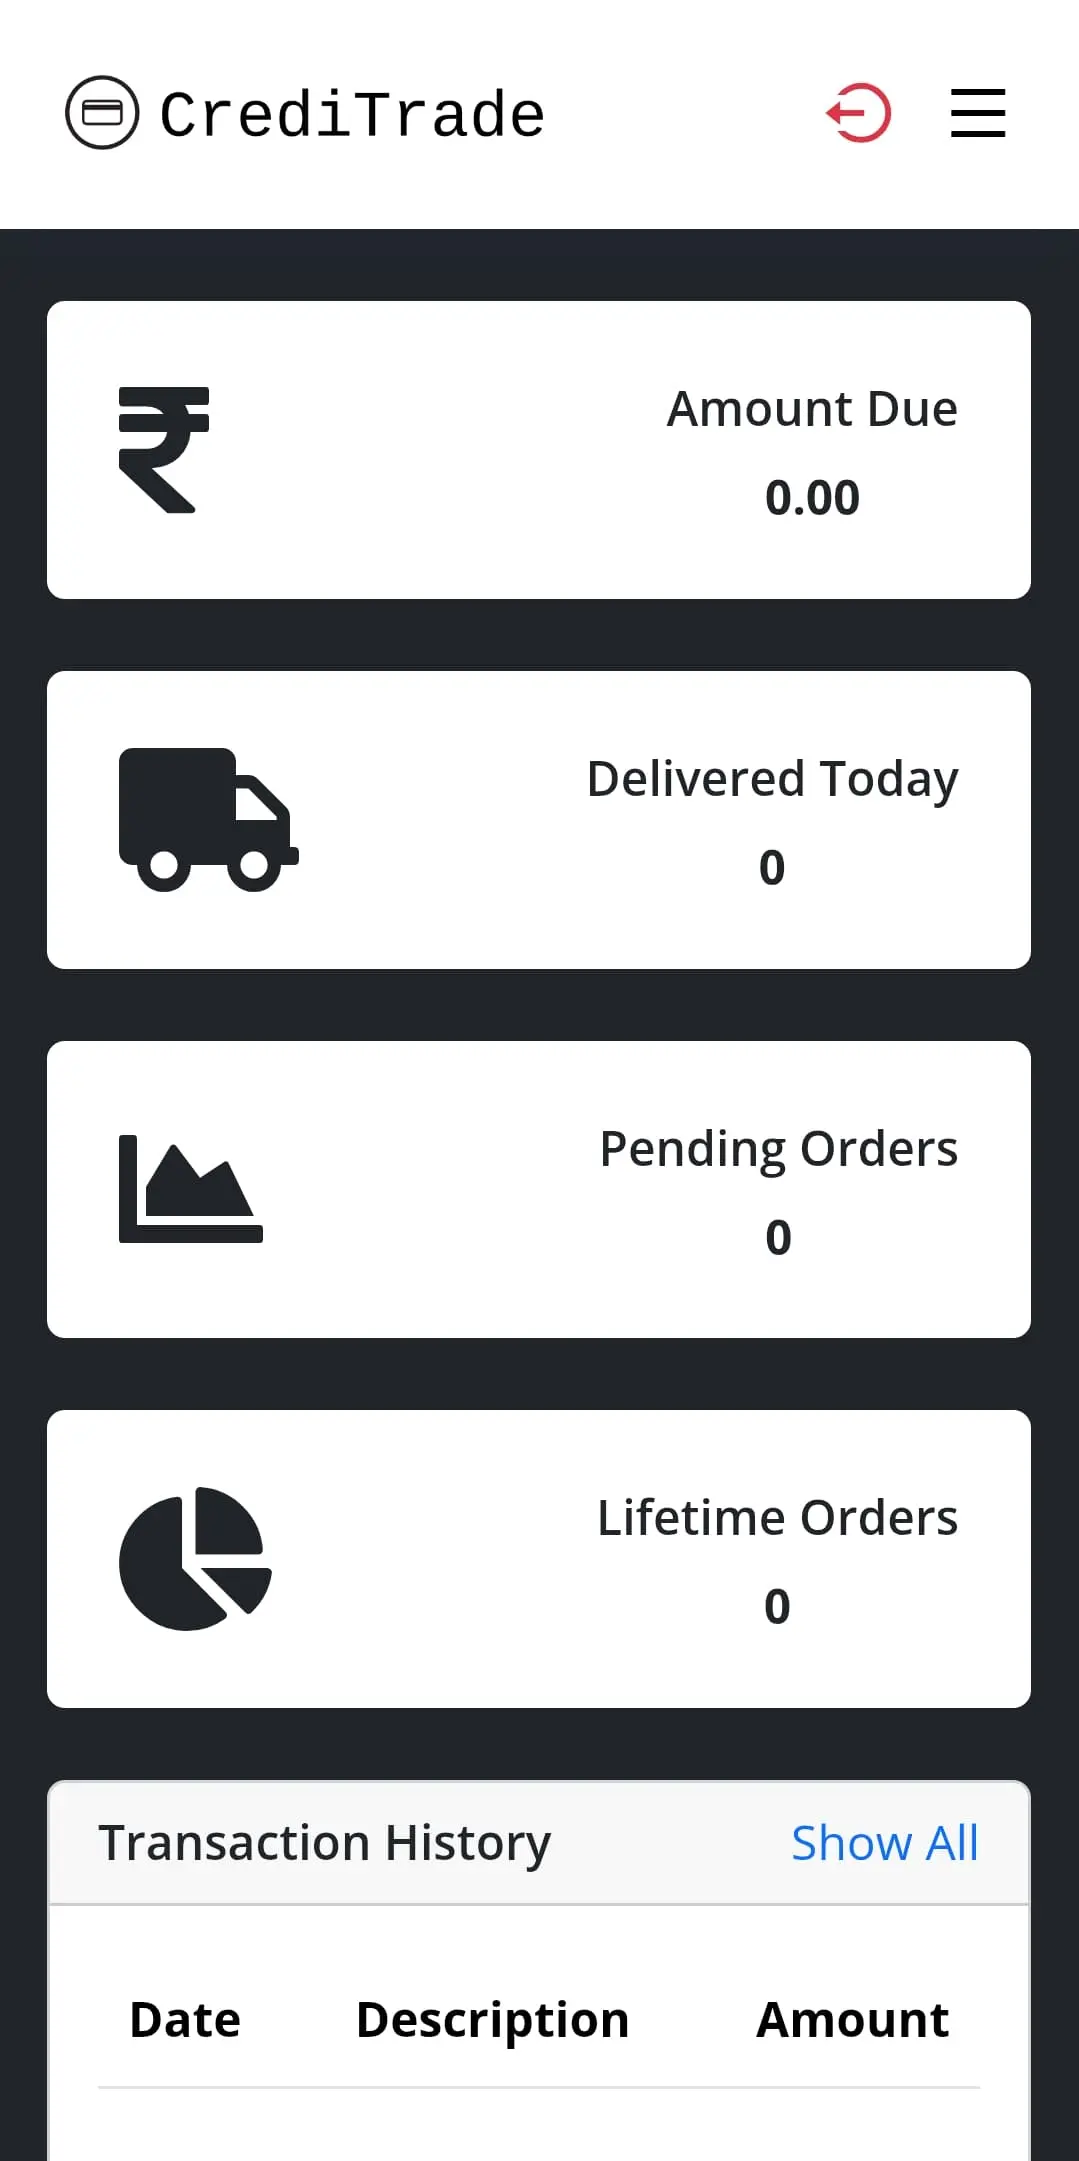 CrediTrade
₹
Amount Due
0.00
Delivered Today
0
Pending Orders
0
Lifetime Orders
0
Transaction History Show All
Date Description Amount